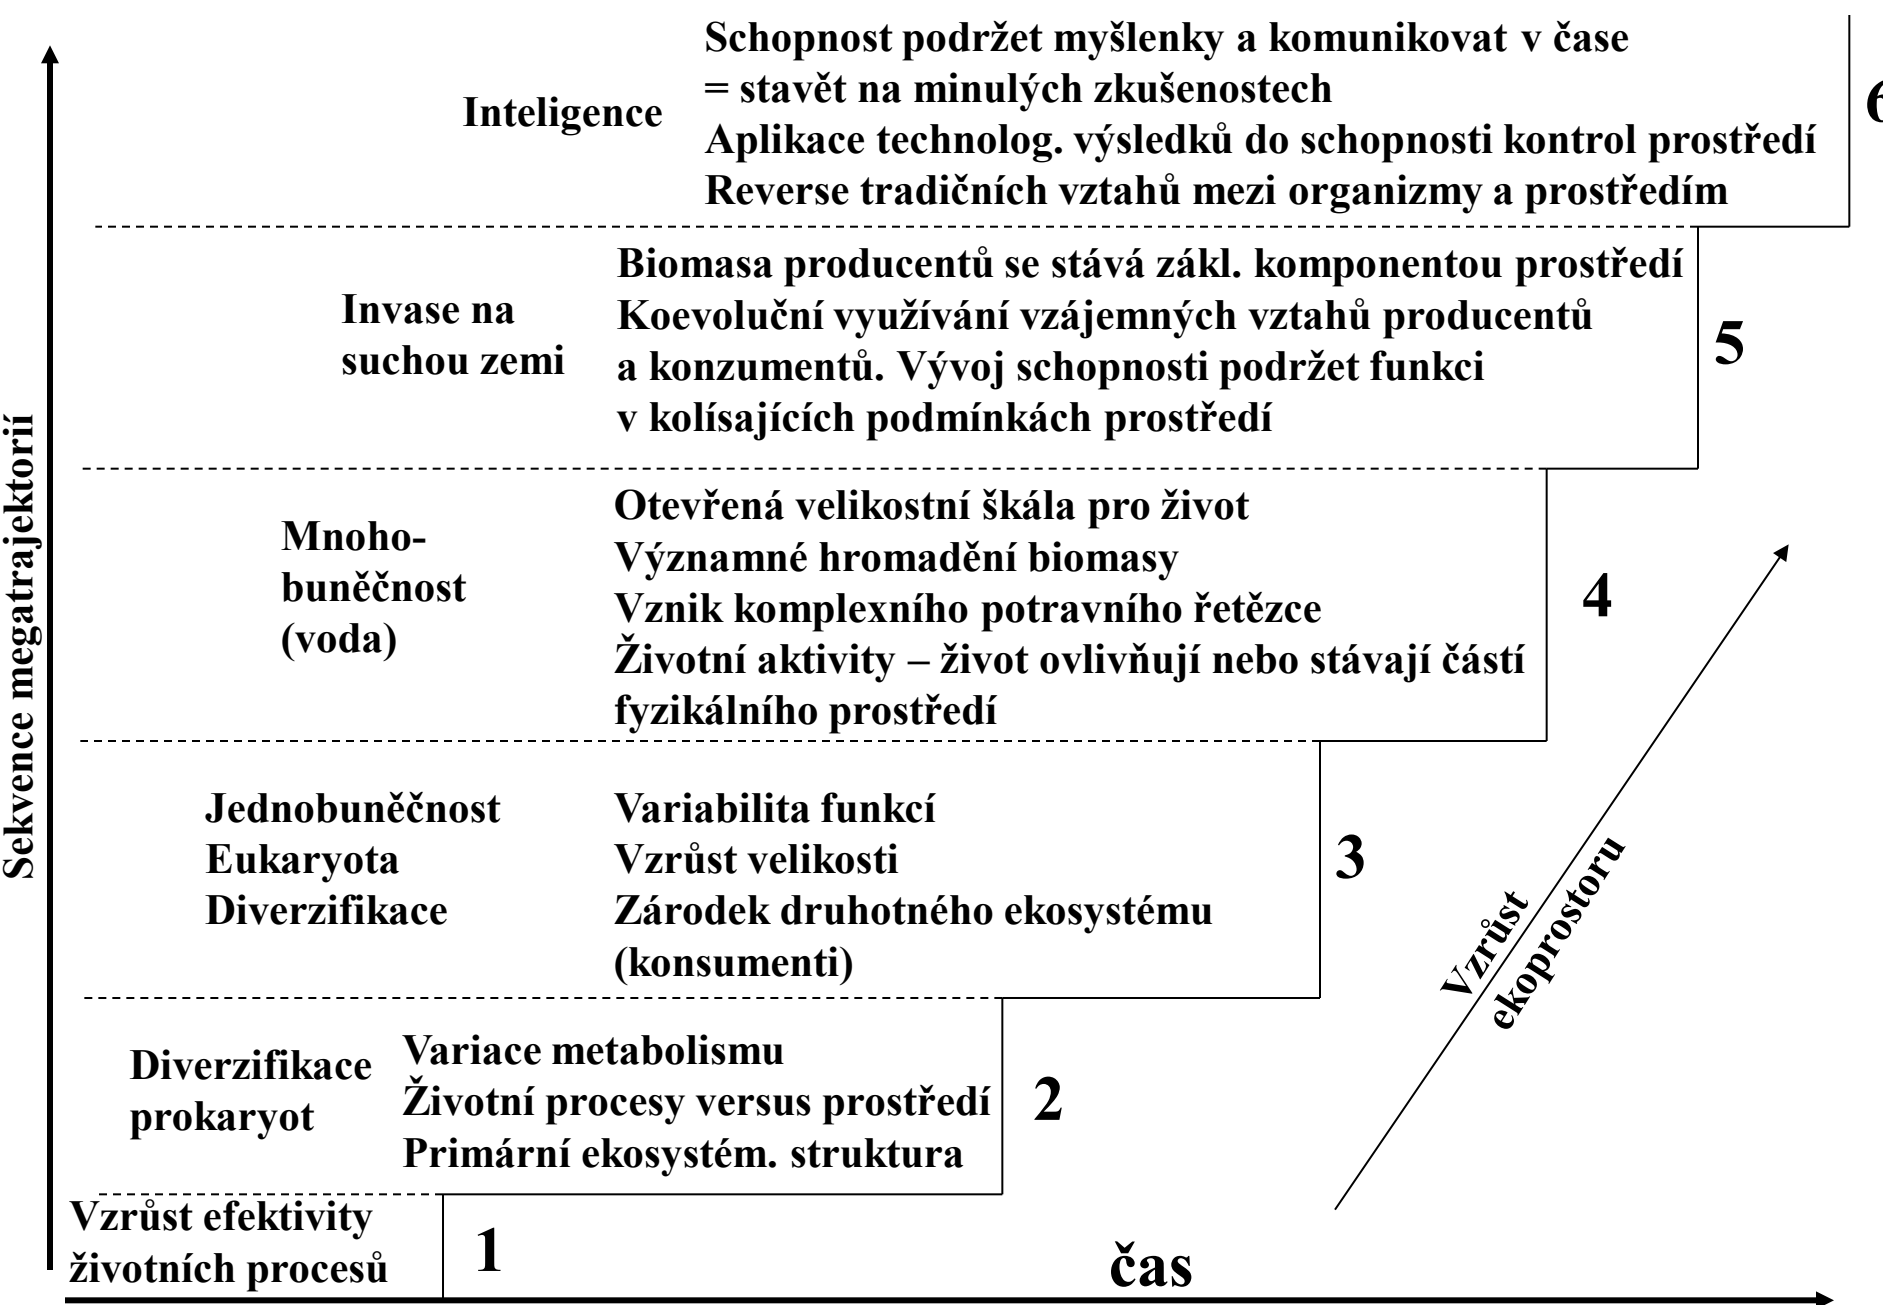 Schopnost podržet myšlenky a komunikovat v čase
= stavět na minulých zkušenostech
Inteligence
Aplikace technolog. výsledků do schopnosti kontrol prostředí
Reverse tradičních vztahů mezi organizmy a prostředím
6
Biomasa producentů se stává zákl. komponentou prostředí
Invase na
suchou zemi
Koevoluční využívání vzájemných vztahů producentů
a konzumentů. Vývoj schopnosti podržet funkci
v kolísajících podmínkách prostředí
5
Mnoho-
buněčnost
(voda)
Otevřená velikostní škála pro život
Významné hromadění biomasy
Vznik komplexního potravního řetězce
Životní aktivity – život ovlivňují nebo stávají částí
fyzikálního prostředí
4
Sekvence megatrajektorií
Jednobuněčnost
Eukaryota
Diverzifikace
Variabilita funkcí
Vzrůst velikosti
Zárodek druhotného ekosystému
(konsumenti)
3
Vzrůst
ekoprostoru
Diverzifikace
prokaryot
Variace metabolismu
Životní procesy versus prostředí
Primární ekosystém. struktura
2
Vzrůst efektivity
životních procesů
1
čas